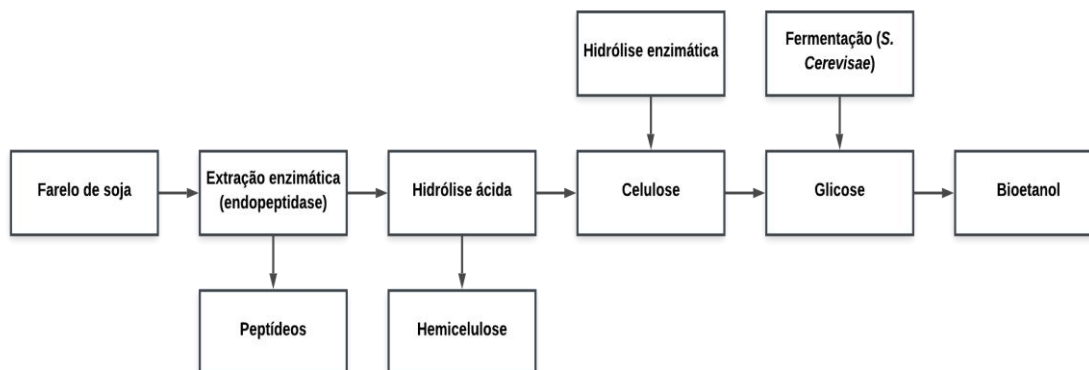 Hidrólise enzimática
Fermentação (S.
Cerevisae)
Farelo de soja
Extração enzimática
(endopeptidase)
Hidrólise ácida
Celulose
Glicose
Bioetanol
Peptídeos
Hemicelulose